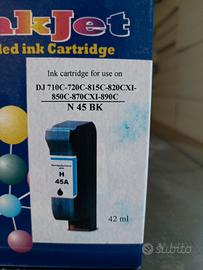 nkJet
led ink Cartridge
Ink cartridge for use on
DJ 710C-720C-815C-820CXI-
850C-870CXI-890C
N 45 BK
H
45A
42 ml
subito